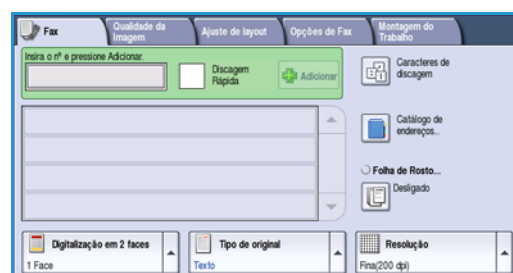 Fax
Qualidade da
Imagem
Ajuste de layout
Opções de Fax
Montagem do
Trabalho
Insira o nº e pressione Adicionar.
Discagem
Rápida
Adicionar
Caracteres de
discagem
Catálogo de
endereços...
Folha de Rosto...
Desligado
Digitalização em 2 faces
1 Face
Tipo de original
Texto
Resolução
Fina(200 dpi)